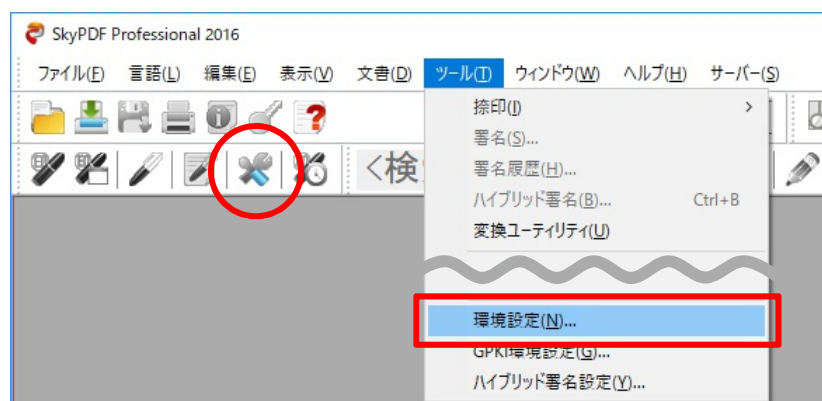 SkyPDF Professional 2016
ファイル(F) 言語(L) 編集(E) 表示(V) 文書(D) ツール(T) ウィンドウ(W) ヘルプ(H) サーバー(S)
捺印(J) >
署名(S)...
<検
署名履歴(H)...
ハイブリッド署名(B)... Ctrl+B
変換ユーティリティ(U)
環境設定(N)...
GPKI環境設定(G)...
ハイブリッド署名設定(Y)...